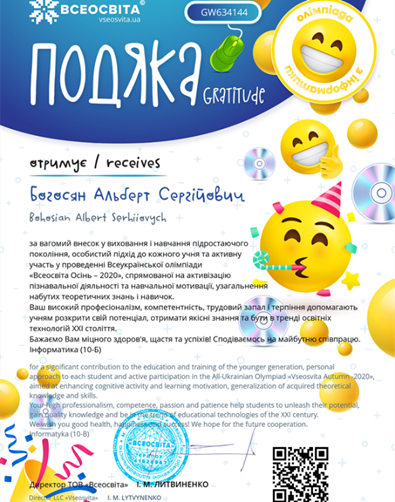 ВСЕОСВІТА
vseosvita.ua
GW634144
олімпіада
з інформатики
ПОДЯКА
GRATITUDE
отримує / receives
Богосян Альберт Сергійович
Bohosian Albert Serhiiovych
за вагомий внесок у виховання і навчання підростаючого
покоління, особистий підхід до кожного учня та активну
участь у проведенні Всеукраїнської олімпіади
«Всеосвіта Осінь – 2020», спрямованої на активізацію
пізнавальної діяльності та навчальної мотивації, узагальнення
набутих теоретичних знань і навичок.
Ваш високий професіоналізм, компетентність, трудовий запал і терпіння допомагають
учням розкрити свій потенціал, отримати якісні знання та бути в тренді освітніх
технологій XXI століття.
Бажаємо Вам міцного здоров'я, щастя та успіхів! Сподіваємось на майбутню співпрацю.
Інформатика (10-Б)
for a significant contribution to the education and training of the younger generation, personal
approach to each student and active participation in the All-Ukrainian Olympiad «Vseosvita Autumn–2020»,
aimed at enhancing cognitive activity and learning motivation, generalization of acquired theoretical
knowledge and skills.
Your high professionalism, competence, passion and patience help students to unleash their potential,
gain quality knowledge and be in the trend of educational technologies of the XXI century.
We wish you good health, happiness and success! We hope for the future cooperation.
Informatyka (10-B)
ВСЕОСВІТА
Директор ТОВ «Всеосвіта» І. М. ЛИТВИНЕНКО
Director LLC «Vseosvita» I. M. LYTVYNENKO